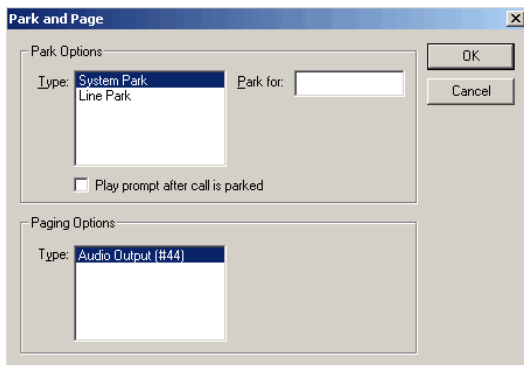 Park and Page
Park Options
Type:
System Park
Line Park
Park for:
Play prompt after call is parked
OK
Cancel
Paging Options
Type:
Audio Output (#44)